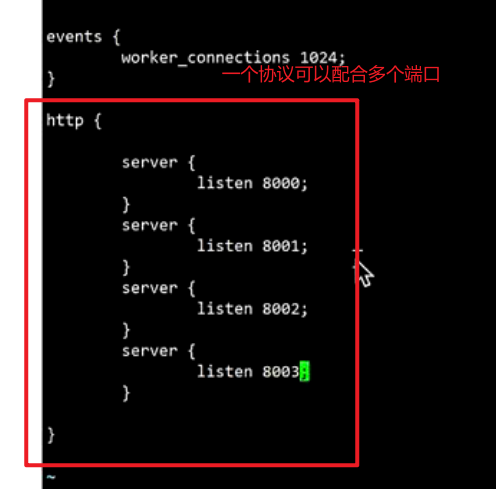 events {
worker_connections 1024;
一个协议可以配合多个端口
}
http {
server {
listen 8000;
}
server {
listen 8001;
}
server {
listen 8002;
}
server {
listen 8003;
}
}
~